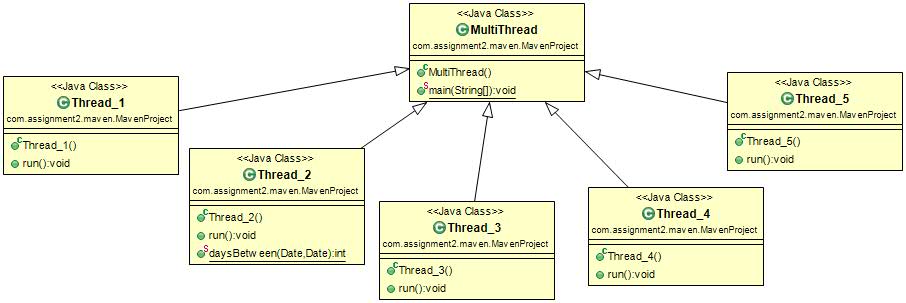 <<Java Class>>
MultiThread
com.assignment2.maven.MavenProject
MultiThread()
main(String[]):void
<<Java Class>>
Thread_1
com.assignment2.maven.MavenProject
Thread_1()
run():void
<<Java Class>>
Thread_2
com.assignment2.maven.MavenProject
Thread_2()
run():void
daysBetween(Date,Date):int
<<Java Class>>
Thread_3
com.assignment2.maven.MavenProject
Thread_3()
run():void
<<Java Class>>
Thread_4
com.assignment2.maven.MavenProject
Thread_4()
run():void
<<Java Class>>
Thread_5
com.assignment2.maven.MavenProject
Thread_5()
run():void